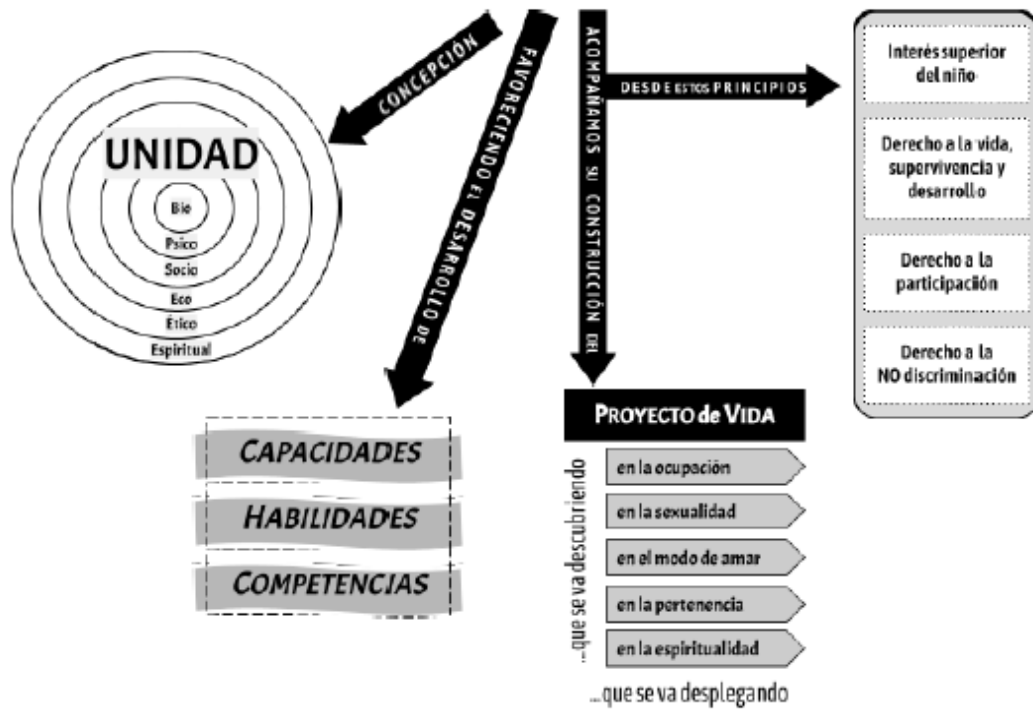 CONCEPCIÓN
UNIDAD
Bio
Psico
Socio
Eco
Ético
Espiritual
FAVORECIENDO EL DESARROLLO DE
CAPACIDADES
HABILIDADES
COMPETENCIAS
ACOMPAÑAMOS SU CONSTRUCCIÓN DEL
PROYECTO de VIDA
...que se va descubriendo
en la ocupación
en la sexualidad
en el modo de amar
en la pertenencia
en la espiritualidad
...que se va desplegando
DESDE ESTOS PRINCIPIOS
Interés superior
del niño
Derecho a la vida,
supervivencia y
desarrollo
Derecho a la
participación
Derecho a la
NO discriminación